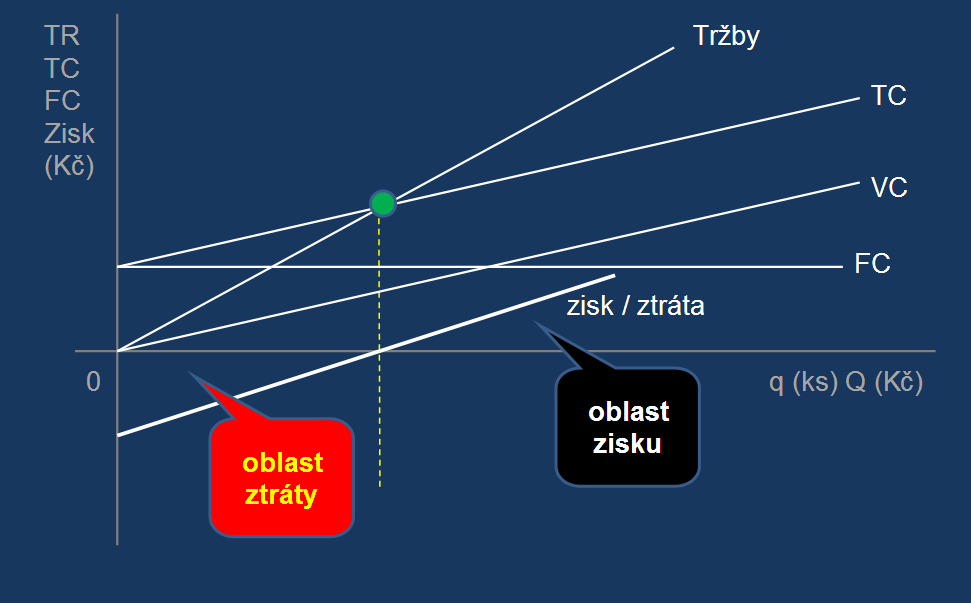 TR
TC
FC
Zisk
(Kč)
Tržby
TC
VC
FC
zisk / ztráta
0
q (ks) Q (Kč)
oblast
zisku
oblast
ztráty